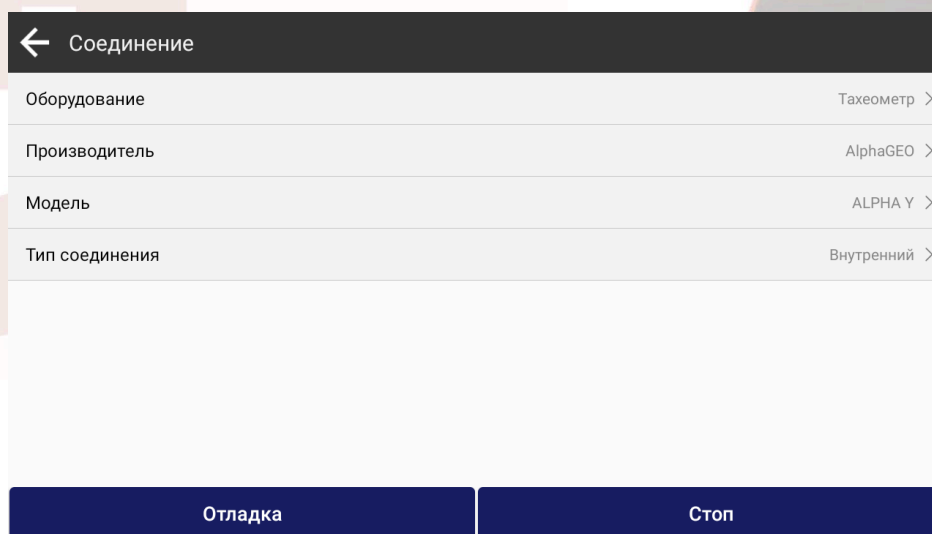 Соединение
Оборудование Тахеометр
Производитель AlphaGEO
Модель ALPHA Y
Тип соединения Внутренний
Отладка Стоп